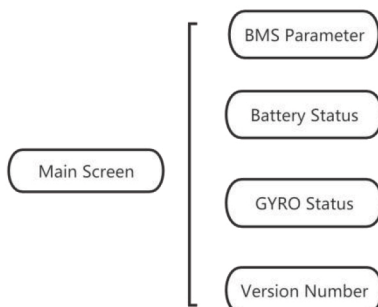 BMS Parameter
Battery Status
Main Screen
GYRO Status
Version Number